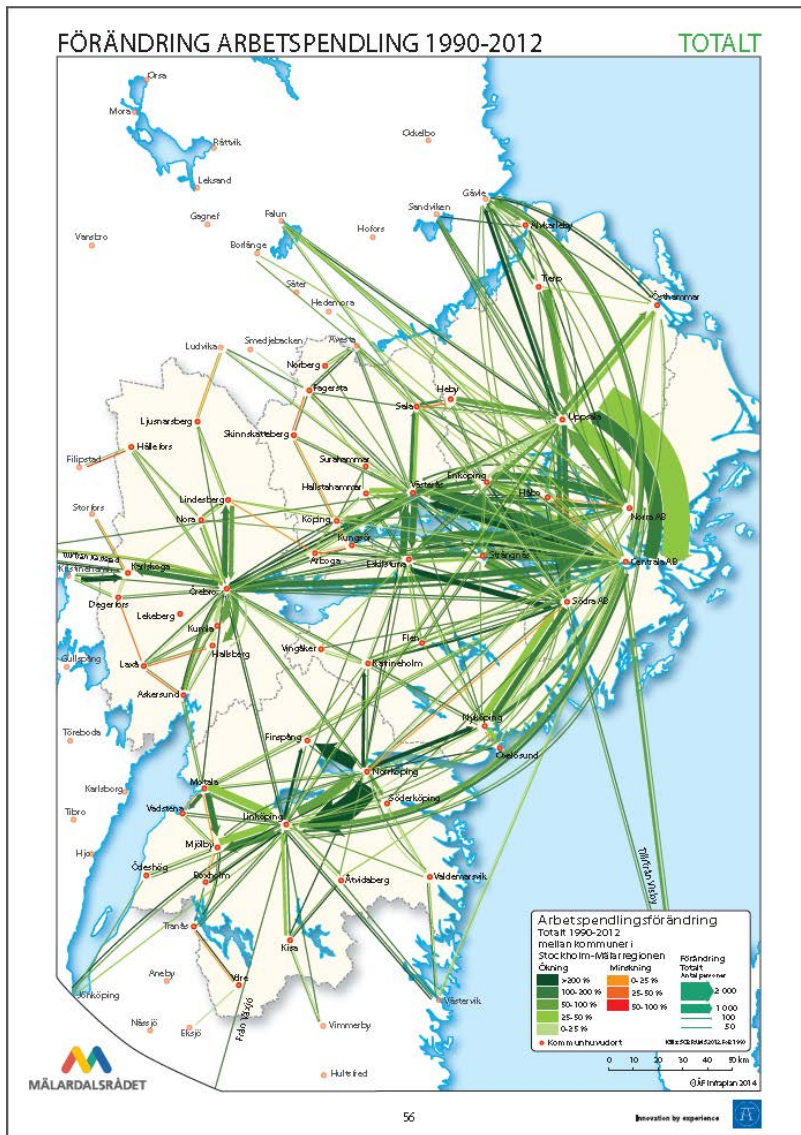 FÖRÄNDRING ARBETSPENDLING 1990-2012
TOTALT
Orsa
Mora
Rättvik
Ockelbo
Leksand
Gagnef
Falun
Sandviken
Gävle
Hofors
Älvkarleby
Vansbro
Borlänge
Säter
Tierp
Hedemora
Östhammar
Ludvika
Smedjebacken
Avesta
Norberg
Fagersta
Heby
Sala
Uppsala
Ljusnarsberg
Skinnskatteberg
Hällefors
Filipstad
Surahammar
Enköping
Hallstahammar
Västerås
Håbo
Lindesberg
Storfors
Norra AB
Nora
Köping
Kungsör
Arboga
Strängnäs
Eskilstuna
Centrala AB
Karlskoga
Kristinehamn
Örebro
Degerfors
Södra AB
Lekeberg
Kumla
Flen
Vingåker
Hallsberg
Katrineholm
Laxå
Gullspång
Askersund
Nyköping
Finspång
Oxelösund
Töreboda
Norrköping
Motala
Karlsborg
Söderköping
Vadstena
Tibro
Linköping
Mjölby
Hjo
Ödeshög
Boxholm
Åtvidaberg
Valdemarsvik
Till/från Visby
Tranås
Kisa
Aneby
Ydre
Jönköping
Västervik
Från Växjö
Nässjö
Eksjö
Vimmerby
Hultsfred
Arbetspendlingsförändring
Totalt 1990-2012
mellan kommuner i
Stockholm-Mälarregionen
Ökning
>200 %
100-200 %
50-100 %
25-50 %
0-25 %
Minskning
0-25 %
25-50 %
50-100 %
Förändring
Totalt
Antal personer
2 000
1 000
100
50
Kommunhuvudort
0 10 20 30 40 50 km
© ÅF Infraplan 2014
MÄLARDALSRÅDET
56
Innovation by experience